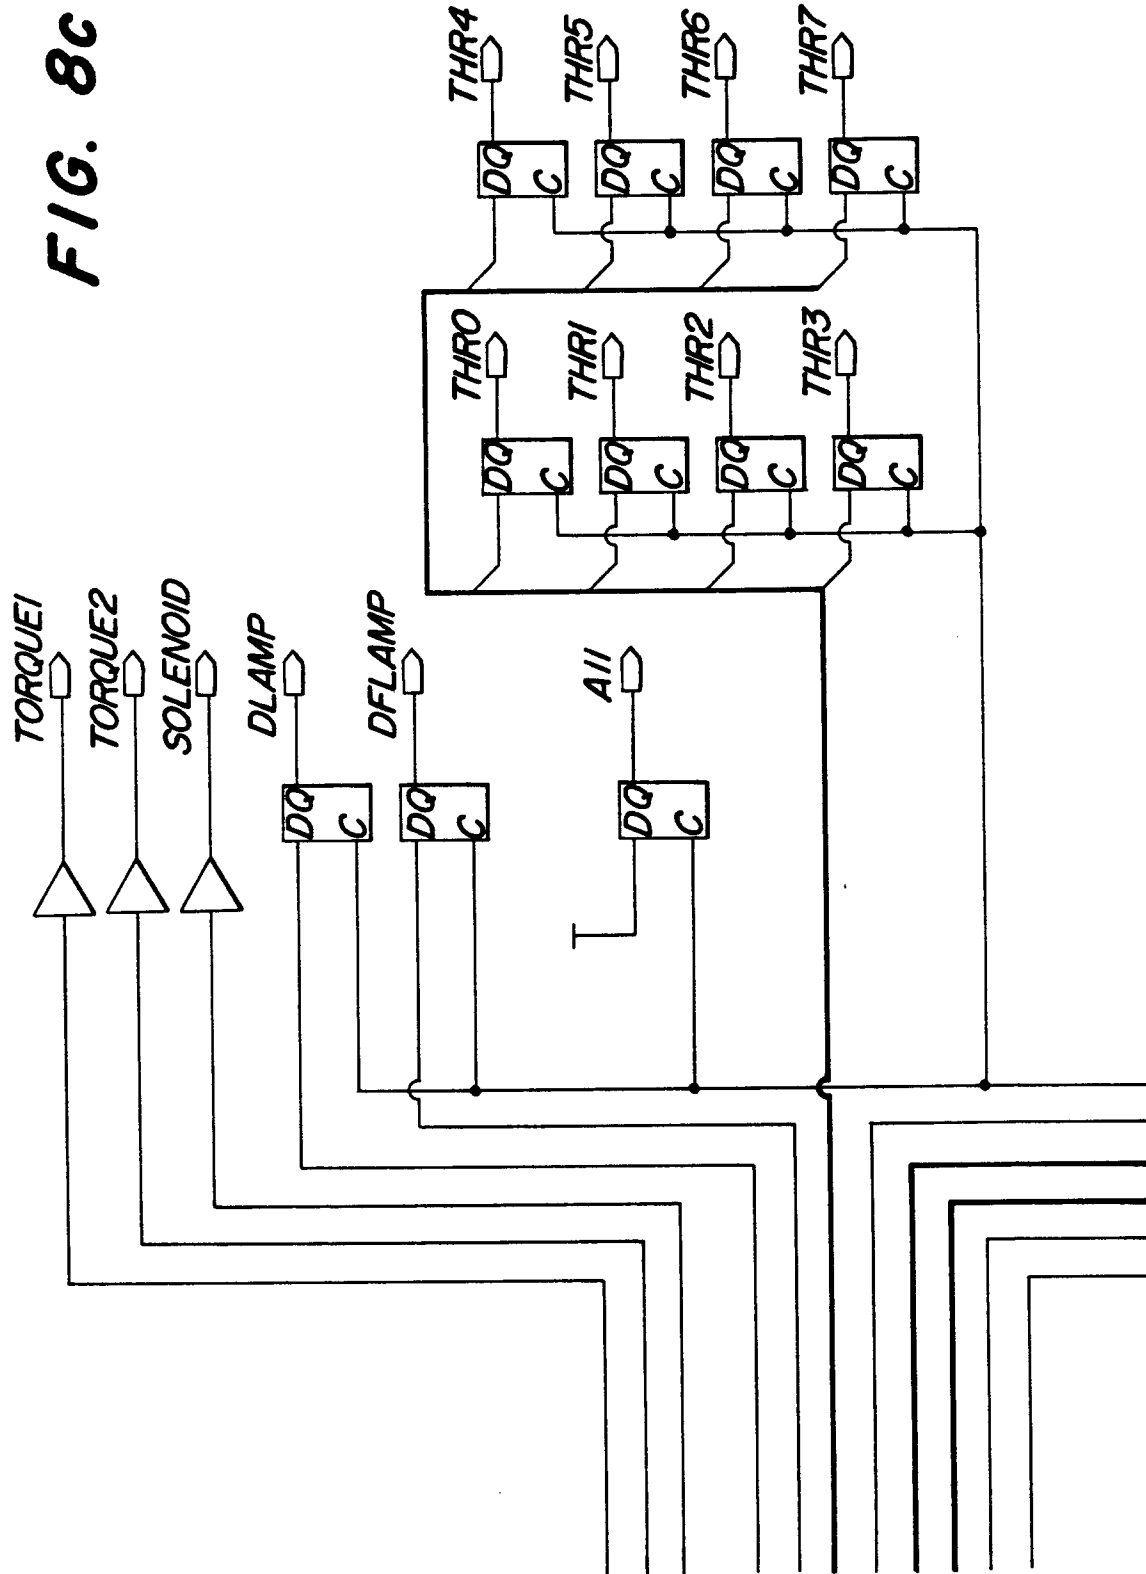 FIG. 8c
TORQUE1
TORQUE2
SOLENOID
DLAMP
DQ
C
DFLAMP
DQ
C
A11
DQ
C
THR0
DQ
C
THR1
DQ
C
THR2
DQ
C
THR3
DQ
C
THR4
DQ
C
THR5
DQ
C
THR6
DQ
C
THR7
DQ
C